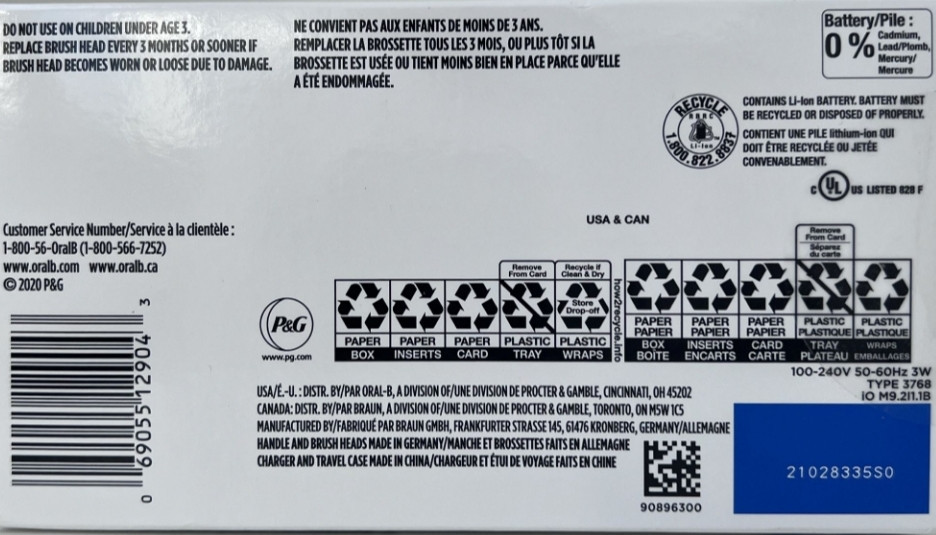 DO NOT USE ON CHILDREN UNDER AGE 3.
REPLACE BRUSH HEAD EVERY 3 MONTHS OR SOONER IF
BRUSH HEAD BECOMES WORN OR LOOSE DUE TO DAMAGE.
NE CONVIENT PAS AUX ENFANTS DE MOINS DE 3 ANS.
REMPLACER LA BROSSETTE TOUS LES 3 MOIS, OU PLUS TÔT SI LA
BROSSETTE EST USÉE OU TIENT MOINS BIEN EN PLACE PARCE QU'ELLE
A ÉTÉ ENDOMMAGÉE.
Battery/Pile :
0 %
Cadmium,
Lead/Plomb,
Mercury/
Mercure
RECYCLE
RBRC
Li-Ion
1.800.822.8837
CONTAINS Li-Ion BATTERY. BATTERY MUST
BE RECYCLED OR DISPOSED OF PROPERLY.
CONTIENT UNE PILE lithium-ion QUI
DOIT ÊTRE RECYCLÉE OU JETÉE
CONVENABLEMENT.
C UL US LISTED 829 F
Customer Service Number/Service à la clientèle :
1-800-56-OralB (1-800-566-7252)
www.oralb.com www.oralb.ca
© 2020 P&G
0 69055 12904 3
P&G
www.pg.com
USA & CAN
Remove
From Card
Recycle if
Clean & Dry
Store
Drop-off
PAPER PAPER PAPER PLASTIC PLASTIC
BOX INSERTS CARD TRAY WRAPS
how2recycle.info
Remove
From Card
Séparez
du carte
PAPER PAPER PAPER PLASTIC PLASTIC
PAPIER PAPIER PAPIER PLASTIQUE PLASTIQUE
BOX INSERTS CARD TRAY WRAPS
BOÎTE ENCARTS CARTE PLATEAU EMBALLAGES
100-240V 50-60Hz 3W
TYPE 3768
iO M9.2I1.1B
USA/É.-U. : DISTR. BY/PAR ORAL-B, A DIVISION OF/UNE DIVISION DE PROCTER & GAMBLE, CINCINNATI, OH 45202
CANADA: DISTR. BY/PAR BRAUN, A DIVISION OF/UNE DIVISION DE PROCTER & GAMBLE, TORONTO, ON M5W 1C5
MANUFACTURED BY/FABRIQUÉ PAR BRAUN GMBH, FRANKFURTER STRASSE 145, 61476 KRONBERG, GERMANY/ALLEMAGNE
HANDLE AND BRUSH HEADS MADE IN GERMANY/MANCHE ET BROSSETTES FAITS EN ALLEMAGNE
CHARGER AND TRAVEL CASE MADE IN CHINA/CHARGEUR ET ÉTUI DE VOYAGE FAITS EN CHINE
90896300
21028335S0